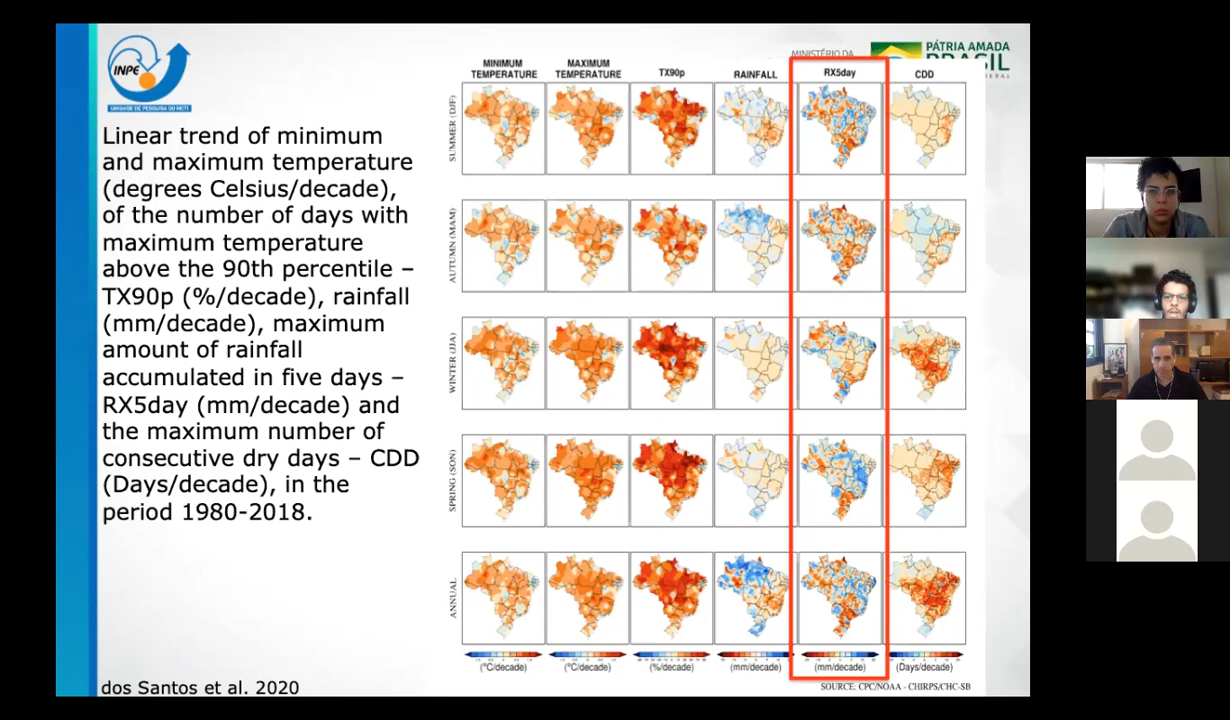 INPE
UNIDADE DE PESQUISA DO MCTI
MINISTÉRIO DA
PÁTRIA AMADA
BRASIL
Linear trend of minimum
and maximum temperature
(degrees Celsius/decade),
of the number of days with
maximum temperature
above the 90th percentile –
TX90p (%/decade), rainfall
(mm/decade), maximum
amount of rainfall
accumulated in five days –
RX5day (mm/decade) and
the maximum number of
consecutive dry days – CDD
(Days/decade), in the
period 1980-2018.
dos Santos et al. 2020
MINIMUM
TEMPERATURE
MAXIMUM
TEMPERATURE
TX90p
RAINFALL
RX5day
CDD
SUMMER (DJF)
AUTUMN (MAM)
WINTER (JJA)
SPRING (SON)
ANNUAL
(°C/decade)
(°C/decade)
(%/decade)
(mm/decade)
(mm/decade)
(Days/decade)
SOURCE: CPC/NOAA - CHIRPS/CHC-SB